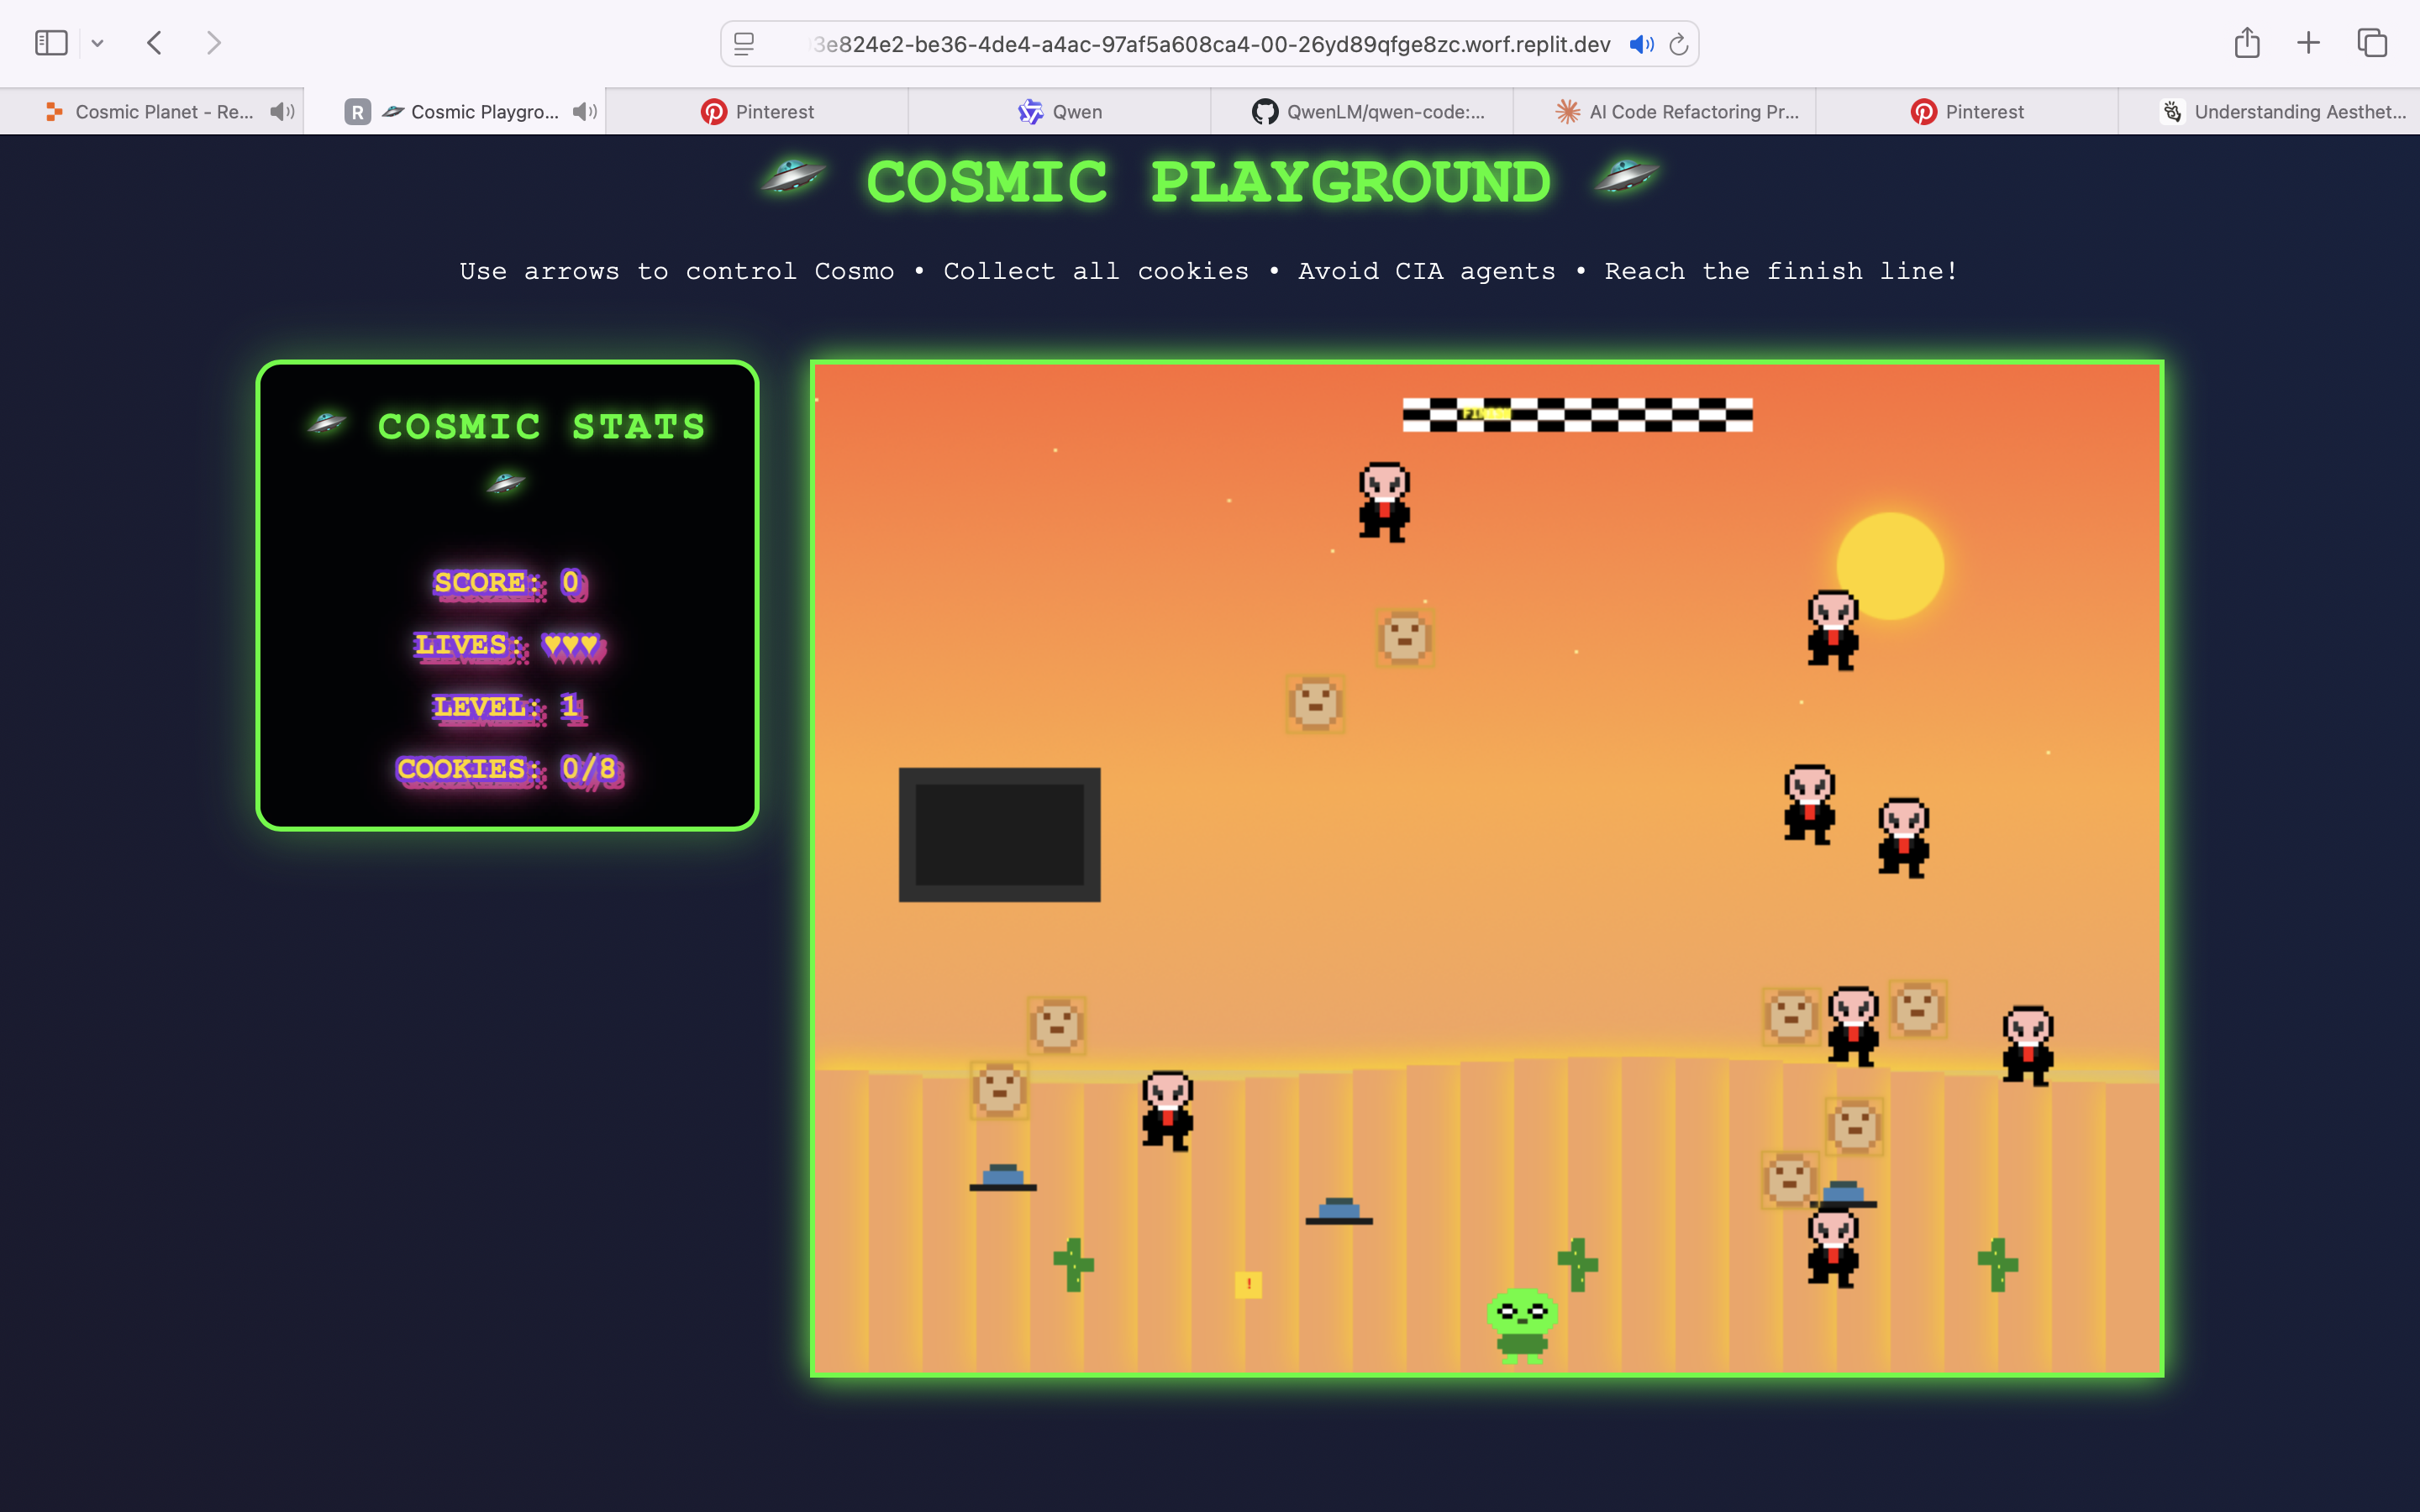 3e824e2-be36-4de4-a4ac-97af5a608ca4-00-26yd89qfge8zc.worf.replit.dev
Cosmic Planet - Re...
R
Cosmic Playgro...
Pinterest
Qwen
QwenLM/qwen-code:...
AI Code Refactoring Pr...
Pinterest
Understanding Aesthet...
COSMIC PLAYGROUND
Use arrows to control Cosmo • Collect all cookies • Avoid CIA agents • Reach the finish line!
COSMIC STATS
SCORE: 0
LIVES: ♥♥♥
LEVEL: 1
COOKIES: 0/8
FINISH
!